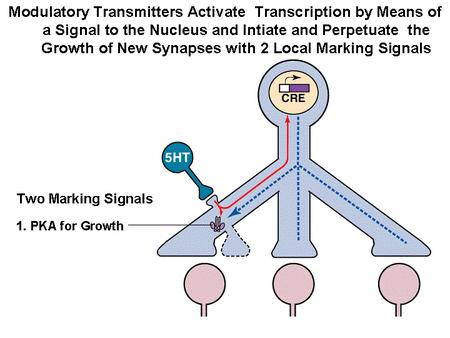 Modulatory Transmitters Activate  Transcription by Means of
a Signal to the Nucleus and Intiate and Perpetuate  the
Growth of New Synapses with 2 Local Marking Signals
CRE
5HT
Two Marking Signals
1. PKA for Growth